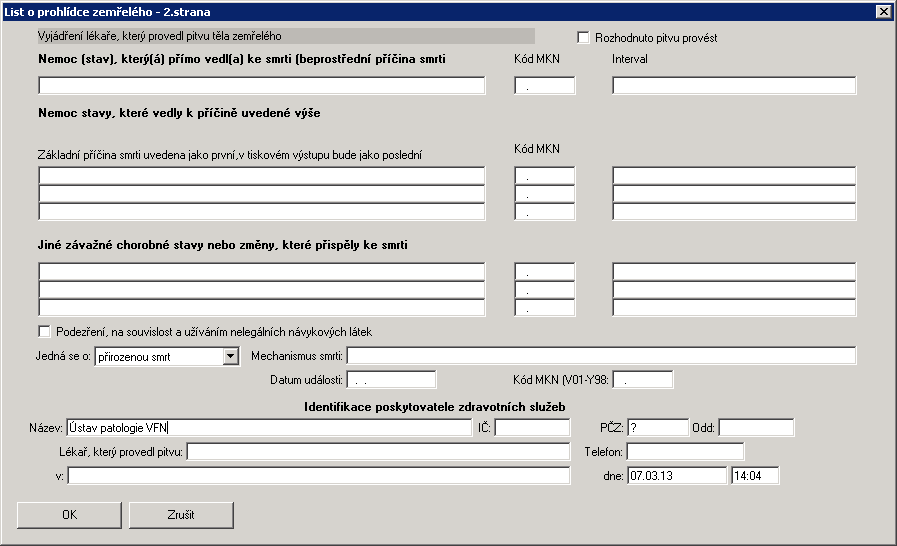 List o prohlídce zemřelého - 2.strana
Vyjádření lékaře, který provedl pitvu těla zemřelého
Rozhodnuto pitvu provést
Nemoc (stav), který(á) přímo vedl(a) ke smrti (beprostřední příčina smrti
Kód MKN
Interval
.
Nemoc stavy, které vedly k příčině uvedené výše
Základní příčina smrti uvedena jako první,v tiskovém výstupu bude jako poslední
Kód MKN
.
.
.
Jiné závažné chorobné stavy nebo změny, které přispěly ke smrti
.
.
.
Podezření, na souvislost a užíváním nelegálních návykových látek
Jedná se o: přirozenou smrt Mechanismus smrti:
Datum události: . . Kód MKN (V01-Y98: .
Identifikace poskytovatele zdravotních služeb
Název: Ústav patologie VFN IČ: PČZ: ? Odd:
Lékař, který provedl pitvu: Telefon:
v: dne: 07.03.13 14:04
OK Zrušit